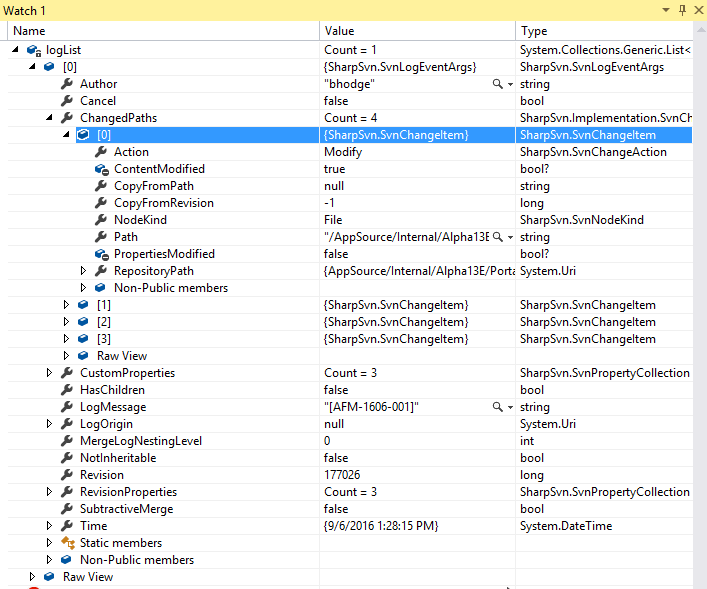 Watch 1
Name Value Type
logList Count = 1 System.Collections.Generic.List<
[0] {SharpSvn.SvnLogEventArgs} SharpSvn.SvnLogEventArgs
Author "bhodge" string
Cancel false bool
ChangedPaths Count = 4 SharpSvn.Implementation.SvnCh
[0] {SharpSvn.SvnChangeItem} SharpSvn.SvnChangeItem
Action Modify SharpSvn.SvnChangeAction
ContentModified true bool?
CopyFromPath null string
CopyFromRevision -1 long
NodeKind File SharpSvn.SvnNodeKind
Path "/AppSource/Internal/Alpha13E string
PropertiesModified false bool?
RepositoryPath {AppSource/Internal/Alpha13E/Porta System.Uri
Non-Public members
[1] {SharpSvn.SvnChangeItem} SharpSvn.SvnChangeItem
[2] {SharpSvn.SvnChangeItem} SharpSvn.SvnChangeItem
[3] {SharpSvn.SvnChangeItem} SharpSvn.SvnChangeItem
Raw View
CustomProperties Count = 3 SharpSvn.SvnPropertyCollection
HasChildren false bool
LogMessage "[AFM-1606-001]" string
LogOrigin null System.Uri
MergeLogNestingLevel 0 int
NotInheritable false bool
Revision 177026 long
RevisionProperties Count = 3 SharpSvn.SvnPropertyCollection
SubtractiveMerge false bool
Time {9/6/2016 1:28:15 PM} System.DateTime
Static members
Non-Public members
Raw View